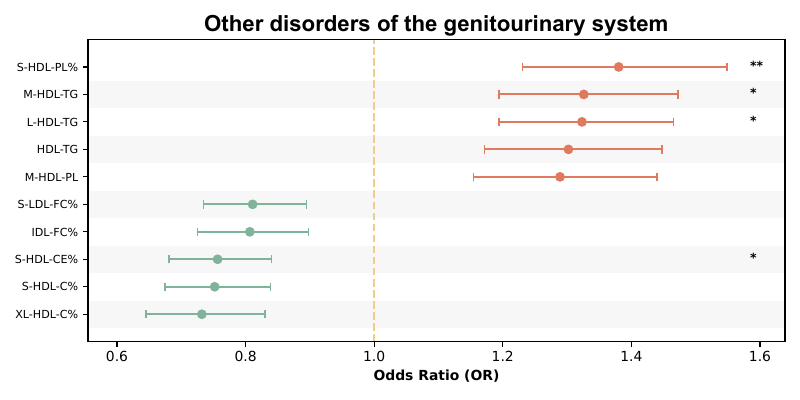 Other disorders of the genitourinary system
S-HDL-PL% **
M-HDL-TG *
L-HDL-TG *
HDL-TG
M-HDL-PL
S-LDL-FC%
IDL-FC%
S-HDL-CE% *
S-HDL-C%
XL-HDL-C%
0.6 0.8 1.0 1.2 1.4 1.6
Odds Ratio (OR)